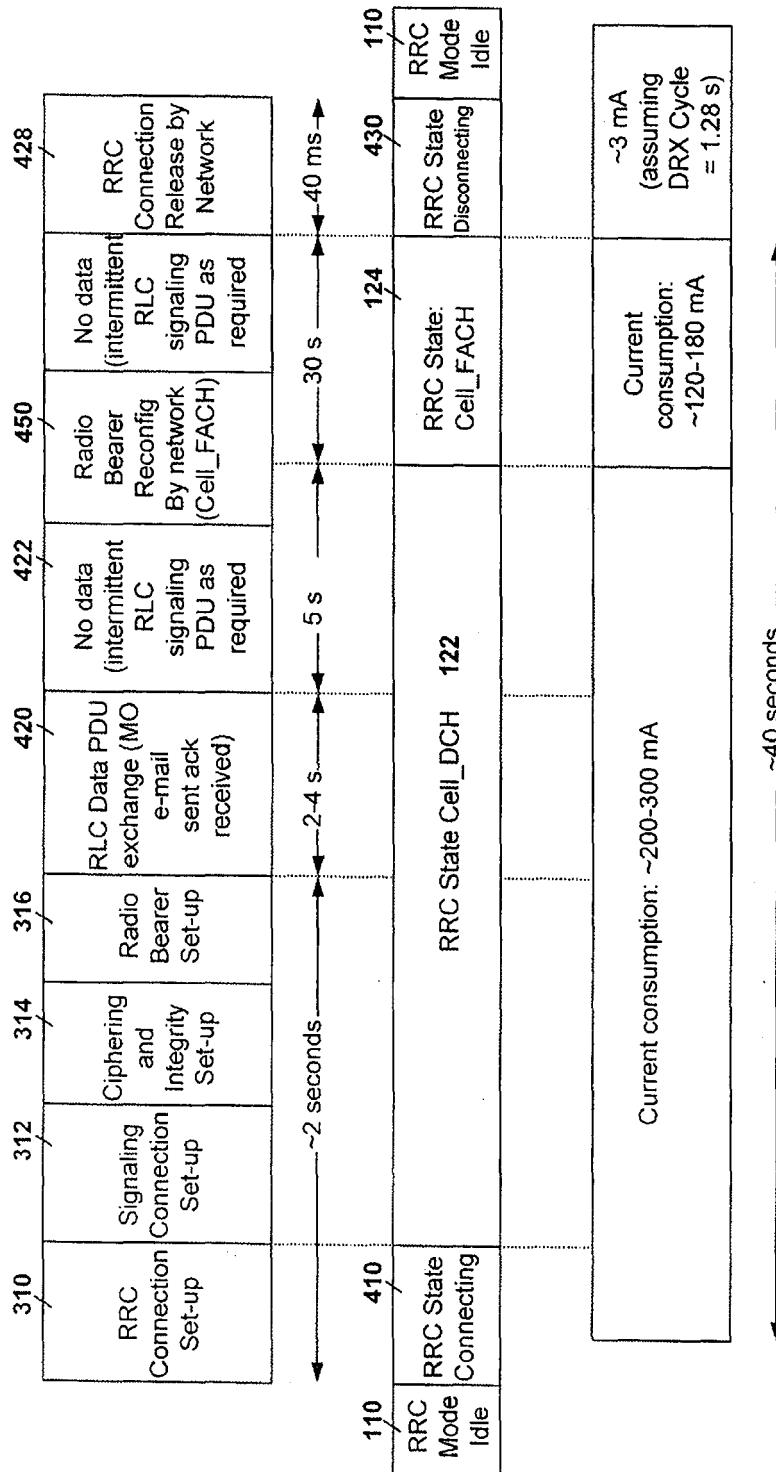 310
RRC
Connection
Set-up
312
Signaling
Connection
Set-up
314
Ciphering
and
Integrity
Set-up
316
Radio
Bearer
Set-up
420
RLC Data PDU
exchange (MO
e-mail
sent ack
received)
422
No data
(intermittent
RLC
signaling
PDU as
required
450
Radio
Bearer
Reconfig
By network
(Cell_FACH)
No data
(intermittent
RLC
signaling
PDU as
required
428
RRC
Connection
Release by
Network
~2 seconds
2-4 s
5 s
30 s
40 ms
110
RRC
Mode
Idle
410
RRC State
Connecting
RRC State Cell_DCH 122
124
RRC State:
Cell_FACH
430
RRC State
Disconnecting
110
RRC
Mode
Idle
Current consumption: ~200-300 mA
Current
consumption:
~120-180 mA
~3 mA
(assuming
DRX Cycle
= 1.28 s)
~40 seconds